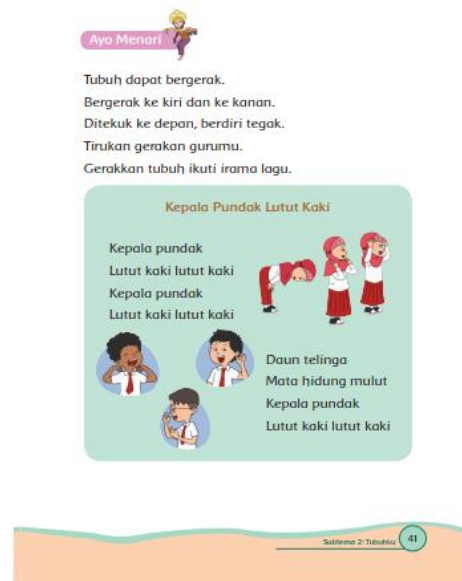 Ayo Menari
Tubuh dapat bergerak.
Bergerak ke kiri dan ke kanan.
Ditekuk ke depan, berdiri tegak.
Tirukan gerakan gurumu.
Gerakkan tubuh ikuti irama lagu.
Kepala Pundak Lutut Kaki
Kepala pundak
Lutut kaki lutut kaki
Kepala pundak
Lutut kaki lutut kaki
Daun telinga
Mata hidung mulut
Kepala pundak
Lutut kaki lutut kaki
Subtema 2: Tubuhku
41